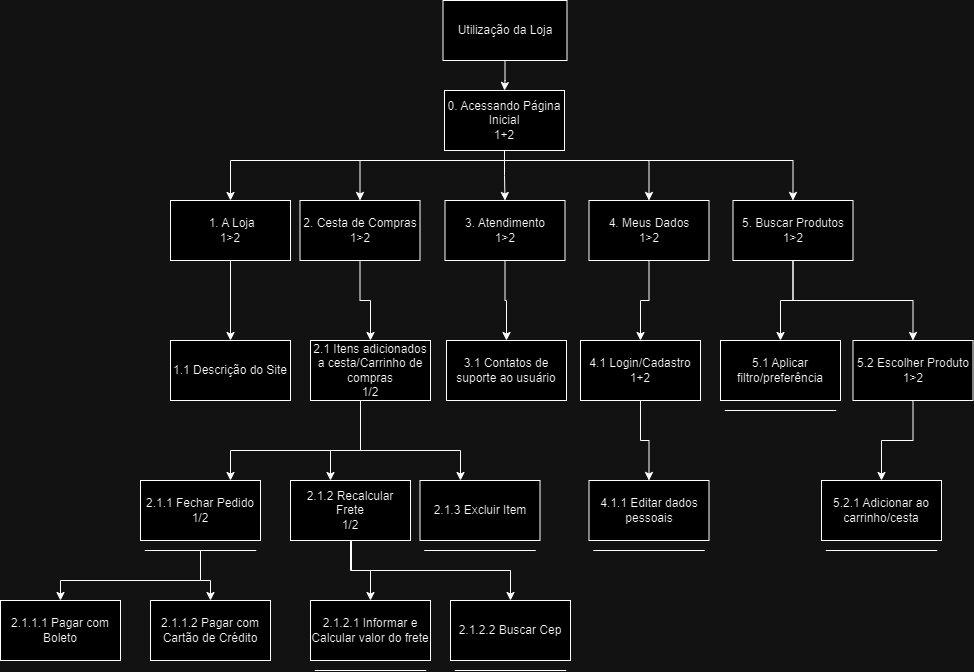 Utilização da Loja
0. Acessando Página
Inicial
1+2
1. A Loja
1>2
2. Cesta de Compras
1>2
3. Atendimento
1>2
4. Meus Dados
1>2
5. Buscar Produtos
1>2
1.1 Descrição do Site
2.1 Itens adicionados
a cesta/Carrinho de
compras
1/2
3.1 Contatos de
suporte ao usuário
4.1 Login/Cadastro
1+2
5.1 Aplicar
filtro/preferência
5.2 Escolher Produto
1>2
2.1.1 Fechar Pedido
1/2
2.1.2 Recalcular
Frete
1/2
2.1.3 Excluir Item
4.1.1 Editar dados
pessoais
5.2.1 Adicionar ao
carrinho/cesta
2.1.1.1 Pagar com
Boleto
2.1.1.2 Pagar com
Cartão de Crédito
2.1.2.1 Informar e
Calcular valor do frete
2.1.2.2 Buscar Cep